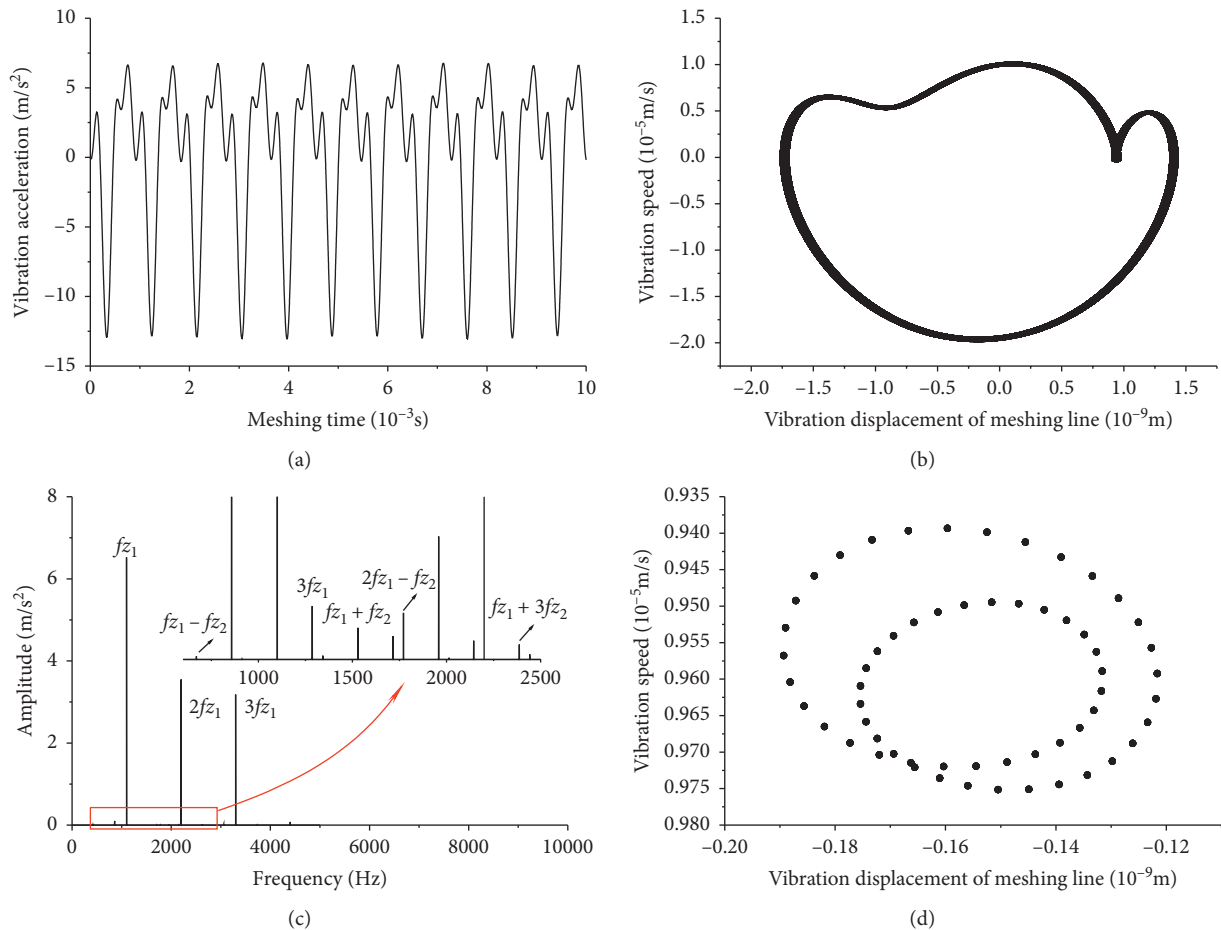 10
5
0
−5
−10
−15
0 2 4 6 8 10
Vibration acceleration (m/s²)
Meshing time (10⁻³s)
(a)
1.5
1.0
0.5
0.0
−0.5
−1.0
−1.5
−2.0
−2.0 −1.5 −1.0 −0.5 0.0 0.5 1.0 1.5
Vibration speed (10⁻⁵m/s)
Vibration displacement of meshing line (10⁻⁹m)
(b)
8
6
4
2
0
0 2000 4000 6000 8000 10000
Amplitude (m/s²)
Frequency (Hz)
fz₁
2fz₁
3fz₁
fz₁ − fz₂
3fz₁
fz₁ + fz₂
2fz₁ − fz₂
fz₁ + 3fz₂
1000 1500 2000 2500
(c)
0.935
0.940
0.945
0.950
0.955
0.960
0.965
0.970
0.975
0.980
−0.20 −0.18 −0.16 −0.14 −0.12
Vibration speed (10⁻⁵m/s)
Vibration displacement of meshing line (10⁻⁹m)
(d)